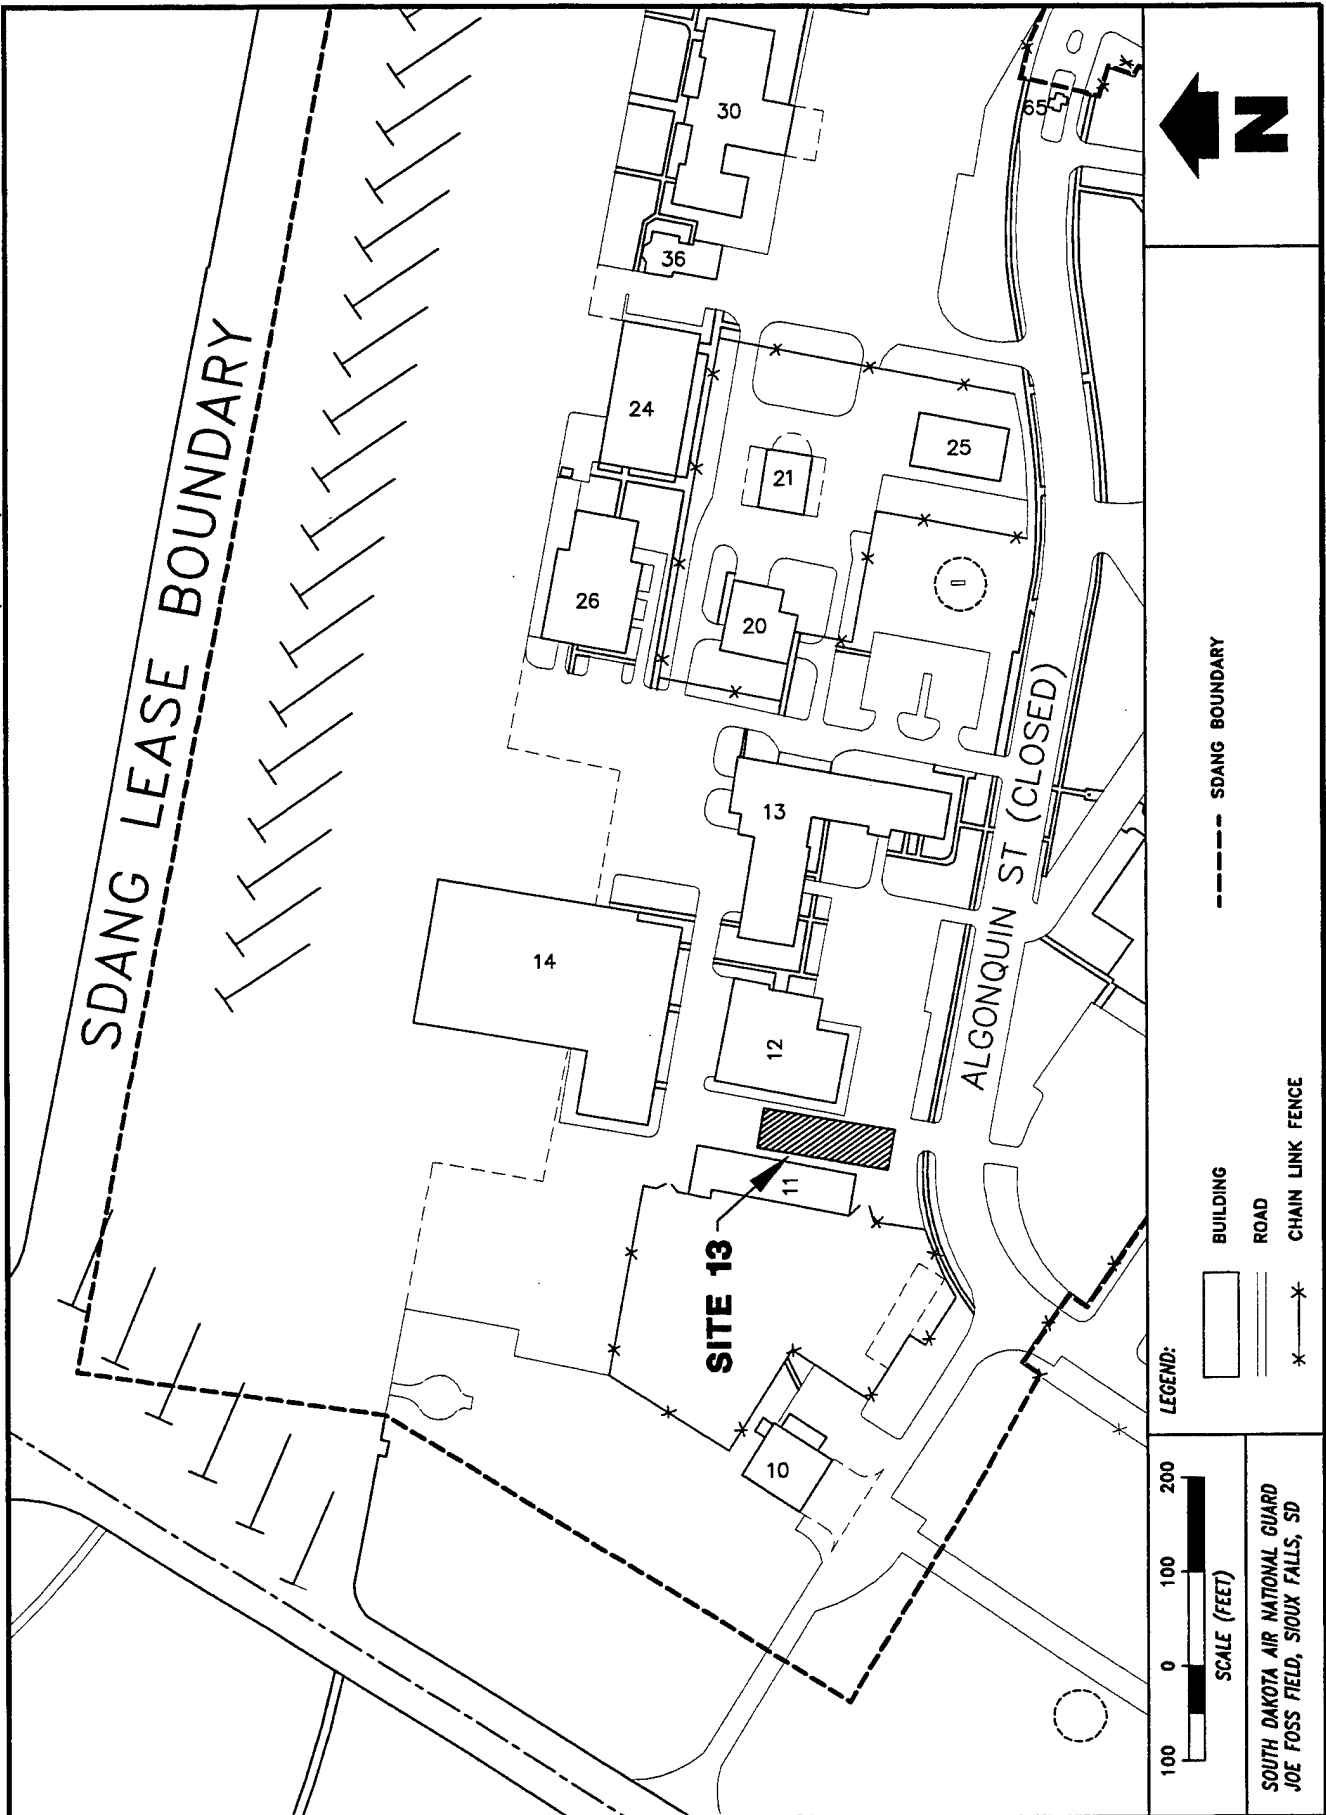 SDANG LEASE BOUNDARY
30
65
36
24
25
21
26
20
13
14
12
11
10
SITE 13
ALGONQUIN ST (CLOSED)
N
LEGEND:
BUILDING
ROAD
CHAIN LINK FENCE
SDANG BOUNDARY
100 0 100 200
SCALE (FEET)
SOUTH DAKOTA AIR NATIONAL GUARD
JOE FOSS FIELD, SIOUX FALLS, SD